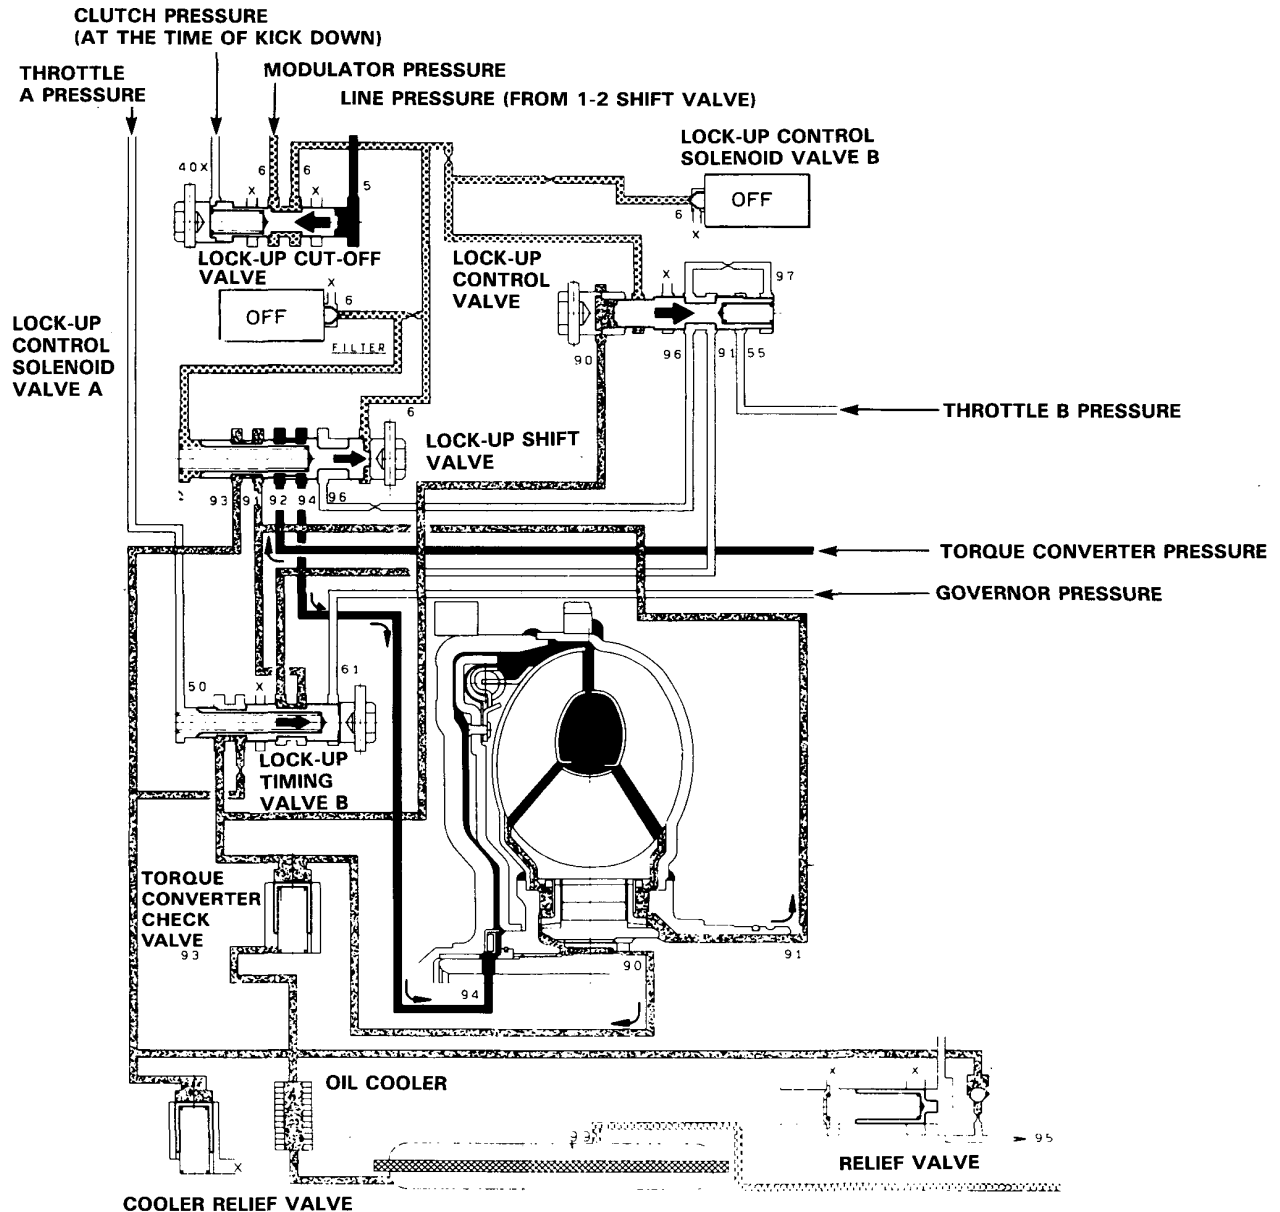 CLUTCH PRESSURE
(AT THE TIME OF KICK DOWN)
THROTTLE
A PRESSURE
MODULATOR PRESSURE
LINE PRESSURE (FROM 1-2 SHIFT VALVE)
LOCK-UP CONTROL
SOLENOID VALVE B
OFF
40X
6
6
X
X
5
6
X
LOCK-UP CUT-OFF
VALVE
LOCK-UP
CONTROL
VALVE
X
97
X
6
OFF
FILTER
LOCK-UP
CONTROL
SOLENOID
VALVE A
90
96
91
55
THROTTLE B PRESSURE
6
LOCK-UP SHIFT
VALVE
93
91
92
94
96
TORQUE CONVERTER PRESSURE
GOVERNOR PRESSURE
50
X
61
LOCK-UP
TIMING
VALVE B
TORQUE
CONVERTER
CHECK
VALVE
93
90
91
94
OIL COOLER
X
X
X
95
RELIEF VALVE
99
COOLER RELIEF VALVE